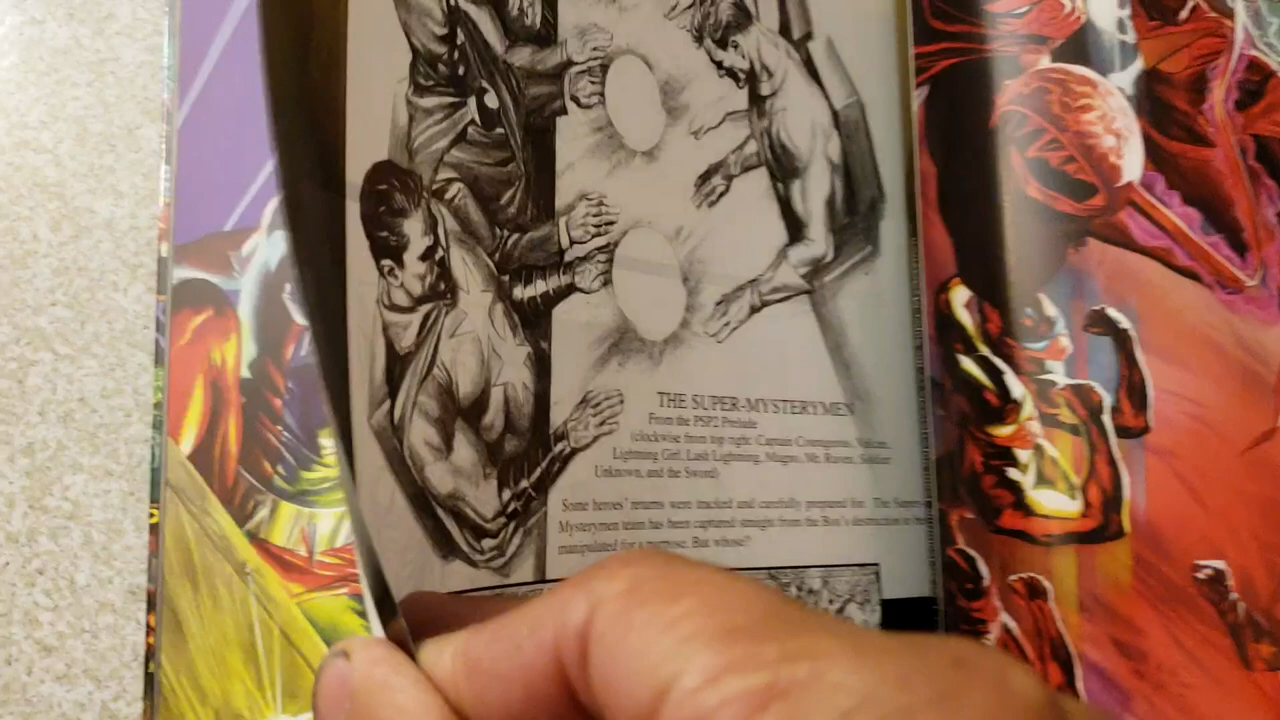 THE SUPER-MYSTERYMEN
From the PSP2 Prelude
(clockwise from top right: Captain Courageous, Vulcan,
Lightning Girl, Lash Lightning, Magno, Mr. Raven, Soldier
Unknown, and the Sword)
Some heroes' returns were tracked and carefully prepared for. The Super-
Mysterymen team has been captured straight from the Box's destruction to be
manipulated for a purpose. But whose?